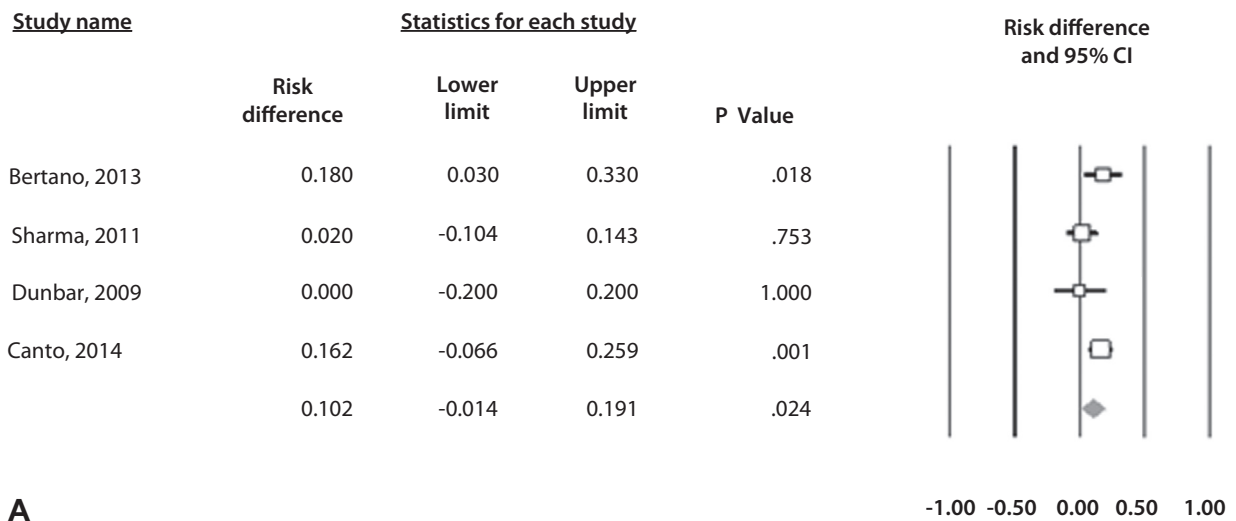 Study name Statistics for each study Risk difference
and 95% CI
Risk difference Lower limit Upper limit P Value
Bertano, 2013 0.180 0.030 0.330 .018
Sharma, 2011 0.020 -0.104 0.143 .753
Dunbar, 2009 0.000 -0.200 0.200 1.000
Canto, 2014 0.162 -0.066 0.259 .001
0.102 -0.014 0.191 .024
A -1.00 -0.50 0.00 0.50 1.00